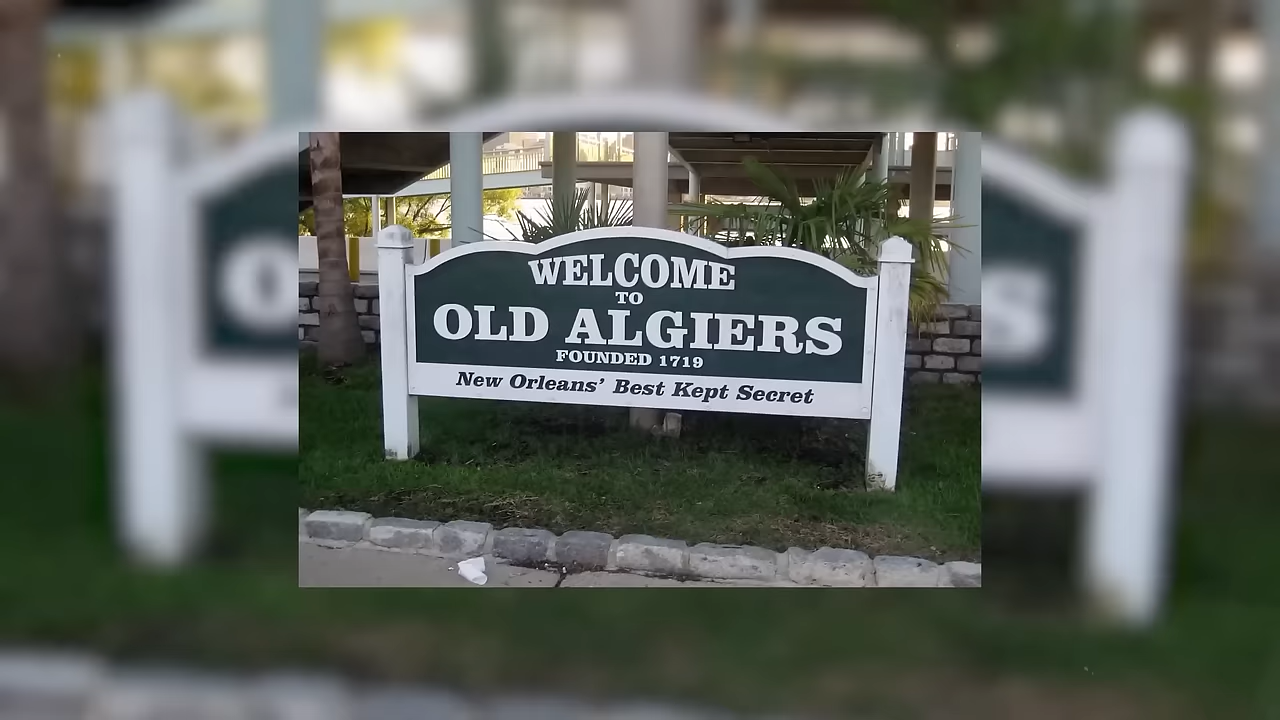 WELCOME
TO
OLD ALGIERS
FOUNDED 1719
New Orleans' Best Kept Secret